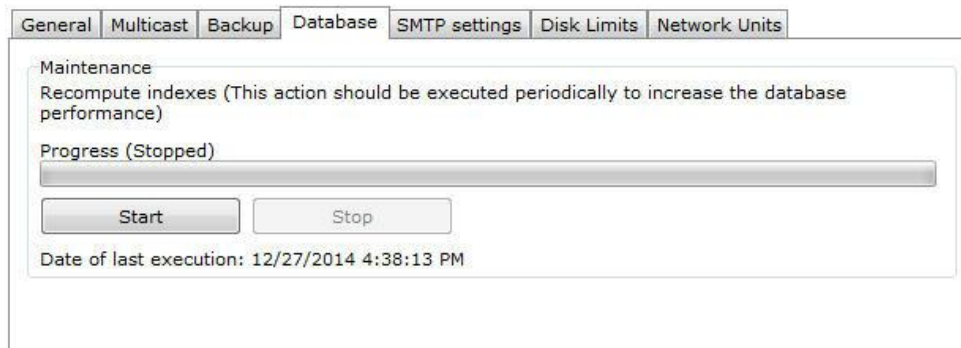 General Multicast Backup Database SMTP settings Disk Limits Network Units
Maintenance
Recompute indexes (This action should be executed periodically to increase the database
performance)
Progress (Stopped)
Start Stop
Date of last execution: 12/27/2014 4:38:13 PM